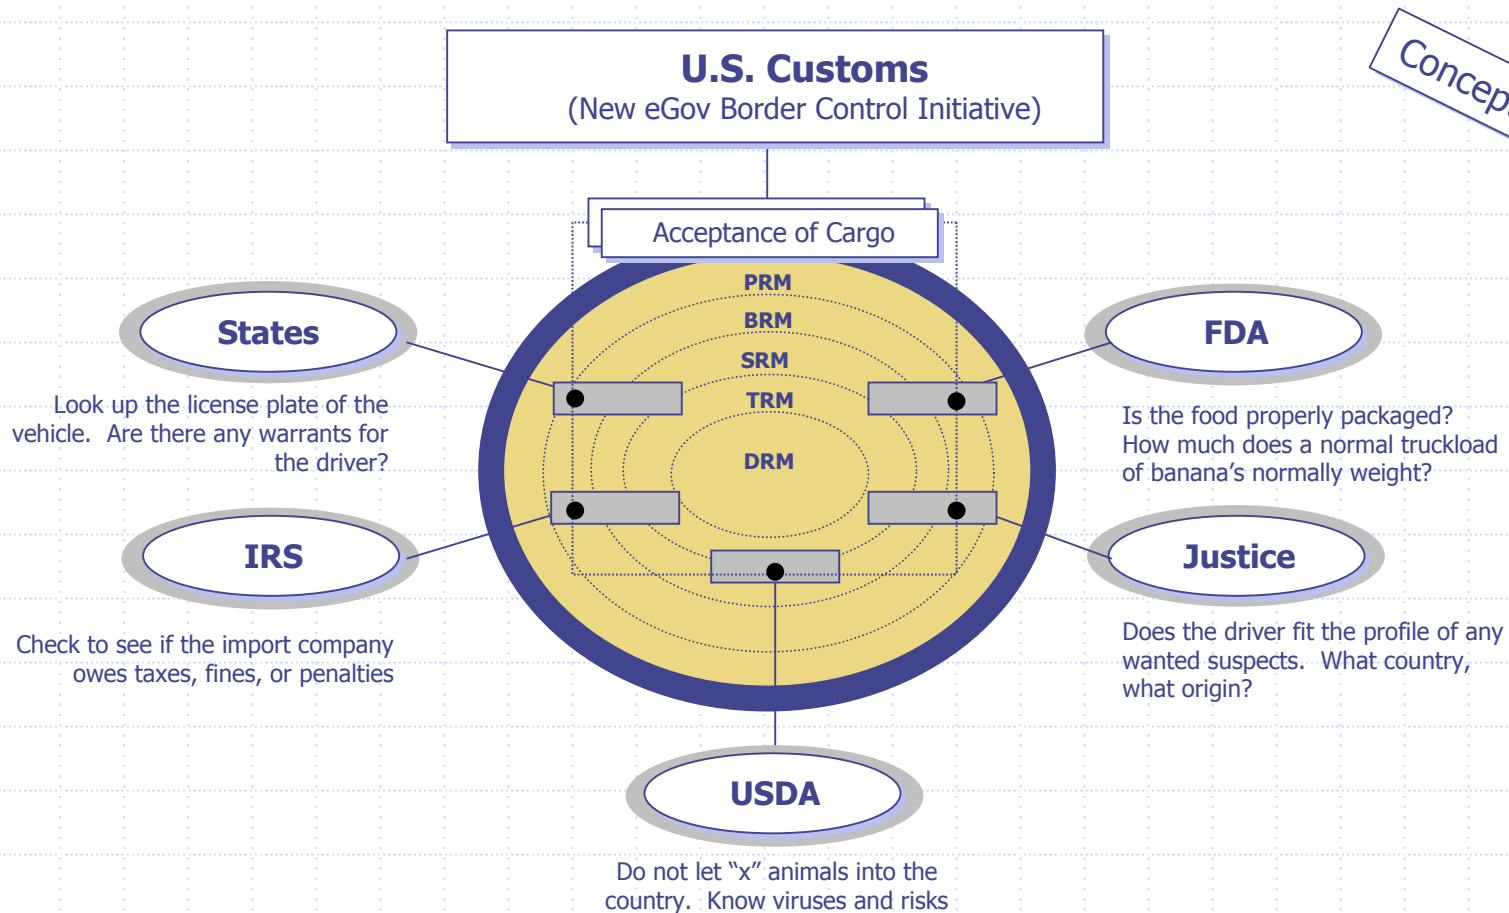 U.S. Customs
(New eGov Border Control Initiative)
Acceptance of Cargo
PRM
BRM
SRM
TRM
DRM
States
Look up the license plate of the
vehicle.  Are there any warrants for
the driver?
FDA
Is the food properly packaged?
How much does a normal truckload
of banana’s normally weight?
IRS
Check to see if the import company
owes taxes, fines, or penalties
Justice
Does the driver fit the profile of any
wanted suspects.  What country,
what origin?
USDA
Do not let “x” animals into the
country.  Know viruses and risks